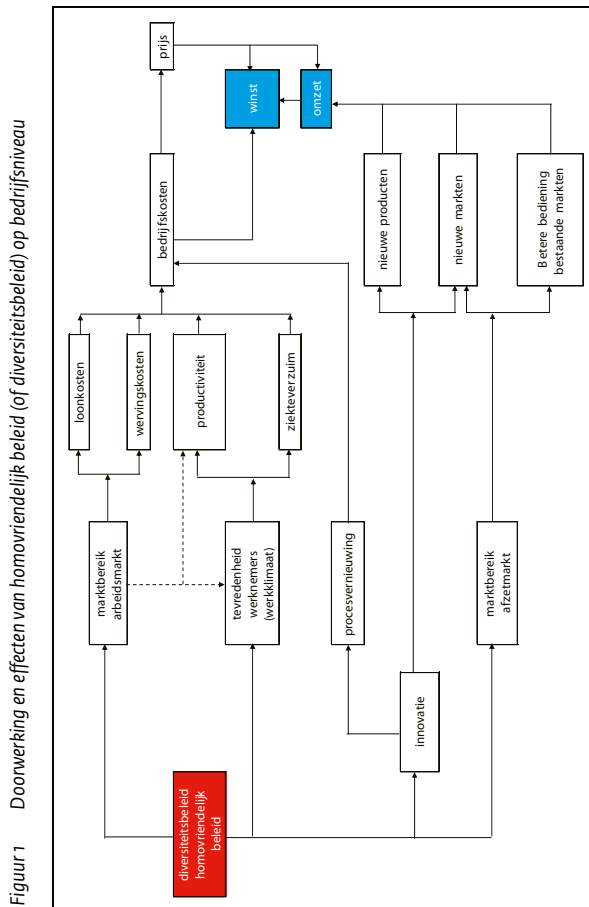 Figuur 1 Doorwerking en effecten van homovriendelijk beleid (of diversiteitsbeleid) op bedrijfsniveau
diversiteitsbeleid
homovriendelijk
beleid
marktbereik
arbeidsmarkt
tevredenheid
werknemers
(werkklimaat)
innovatie
procesvernieuwing
marktbereik
afzetmarkt
loonkosten
wervingskosten
productiviteit
ziekteverzuim
bedrijfskosten
nieuwe producten
nieuwe markten
Betere bediening
bestaande markten
prijs
winst
omzet